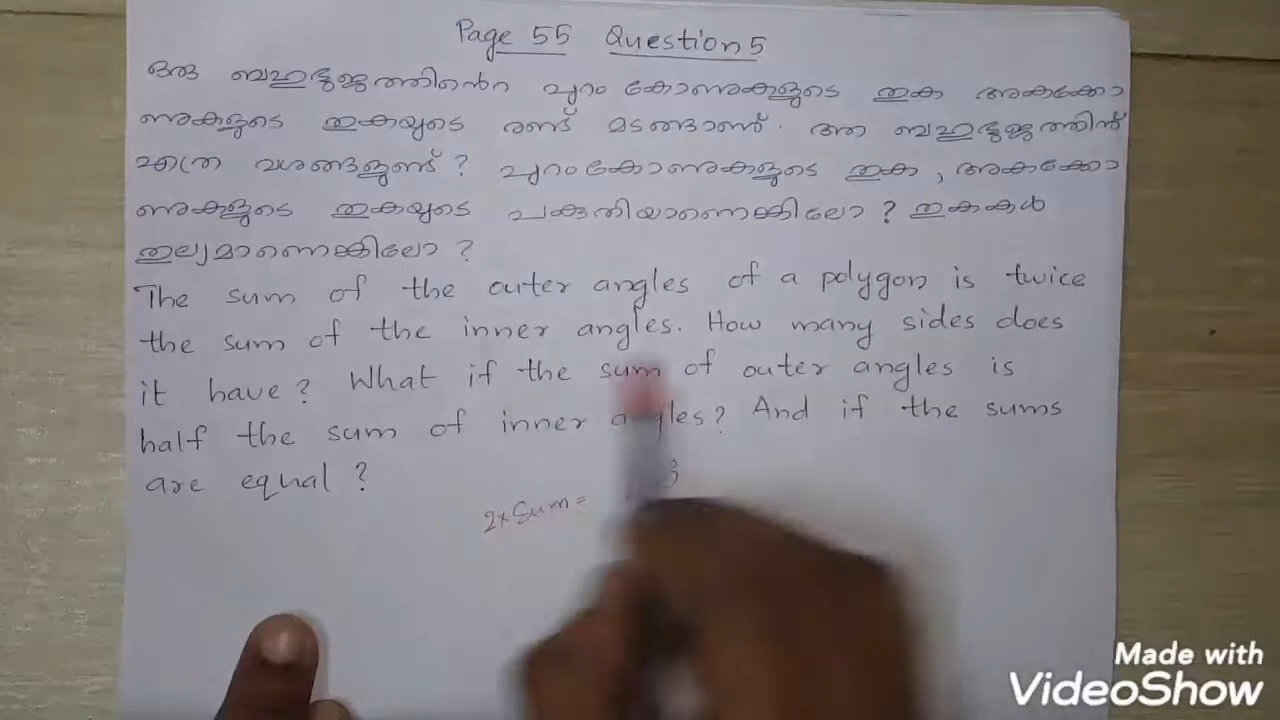 Page 55 Question 5
ഒരു ബഹുഭുജത്തിൻെറ പുറം കോണുകളുടെ തുക അകക്കോ
ണുകളുടെ തുകയുടെ രണ്ട് മടങ്ങാണ്. ആ ബഹുഭുജത്തിന്
എത്ര വശങ്ങളുണ്ട്? പുറംകോണുകളുടെ തുക, അകക്കോ
ണുകളുടെ തുകയുടെ പകുതിയാണെങ്കിലോ? തുകകൾ
തുല്യമാണെങ്കിലോ?
The sum of the outer angles of a polygon is twice
the sum of the inner angles. How many sides does
it have? What if the sum of outer angles is
half the sum of inner angles? And if the sums
are equal?
2x Sum =
Made with
VideoShow